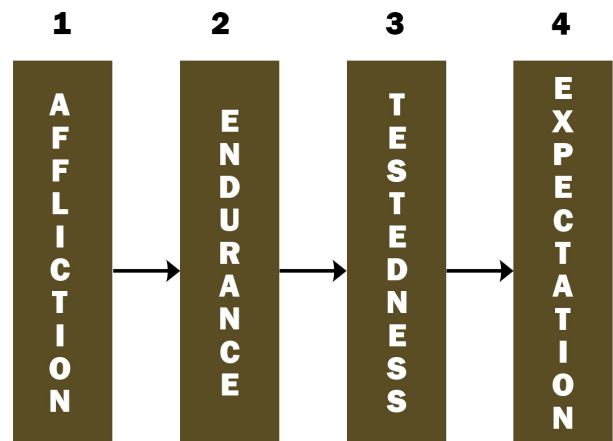 1 2 3 4
AFFLICTION
ENDURANCE
TESTEDNESS
EXPECTATION